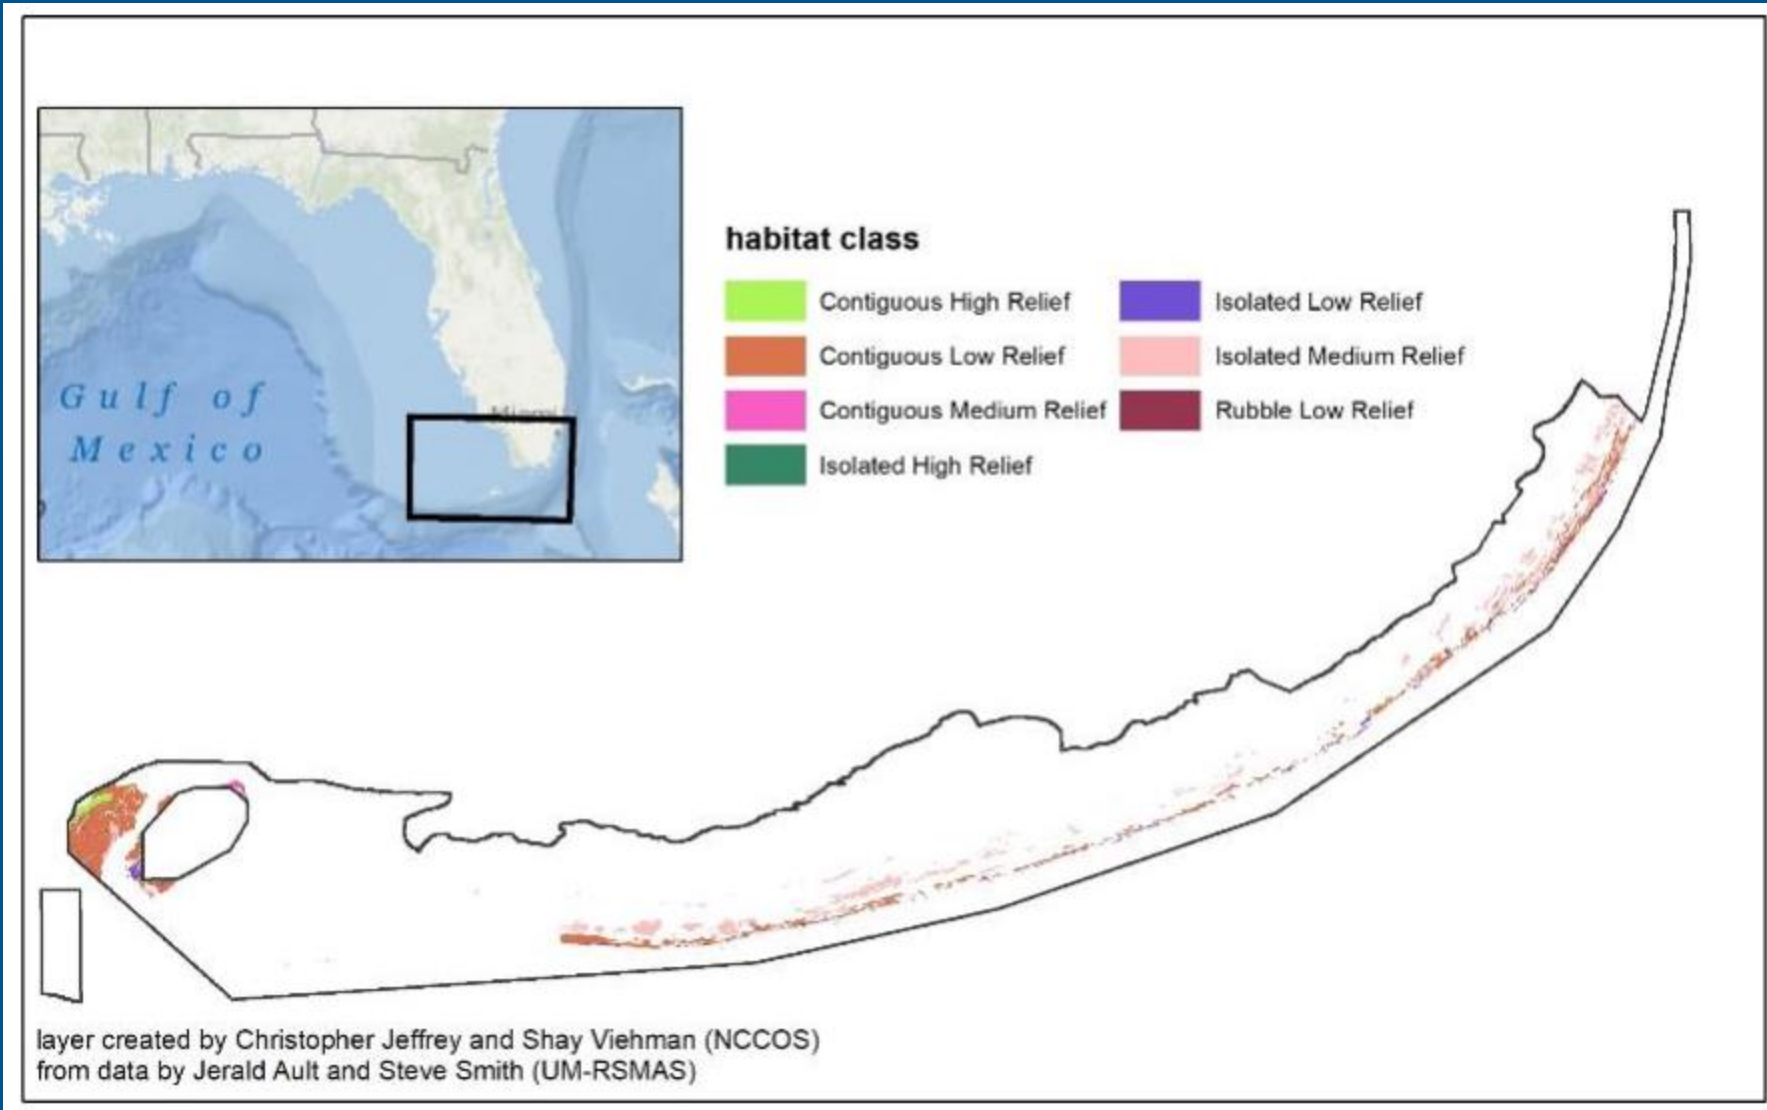 Gulf of
Mexico
Miami
habitat class
Contiguous High Relief
Contiguous Low Relief
Contiguous Medium Relief
Isolated High Relief
Isolated Low Relief
Isolated Medium Relief
Rubble Low Relief
layer created by Christopher Jeffrey and Shay Viehman (NCCOS)
from data by Jerald Ault and Steve Smith (UM-RSMAS)